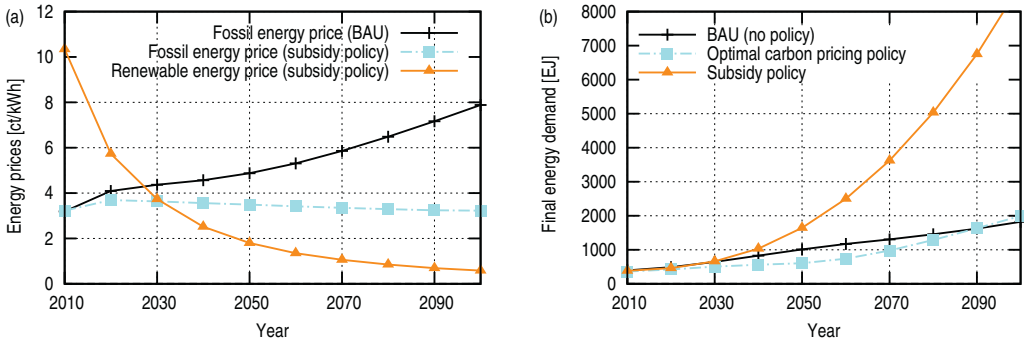 (a)
12
10
8
6
4
2
0
Energy prices [ct/kWh]
Fossil energy price (BAU)
Fossil energy price (subsidy policy)
Renewable energy price (subsidy policy)
2010 2030 2050 2070 2090
Year
(b)
8000
7000
6000
5000
4000
3000
2000
1000
0
Final energy demand [EJ]
BAU (no policy)
Optimal carbon pricing policy
Subsidy policy
2010 2030 2050 2070 2090
Year